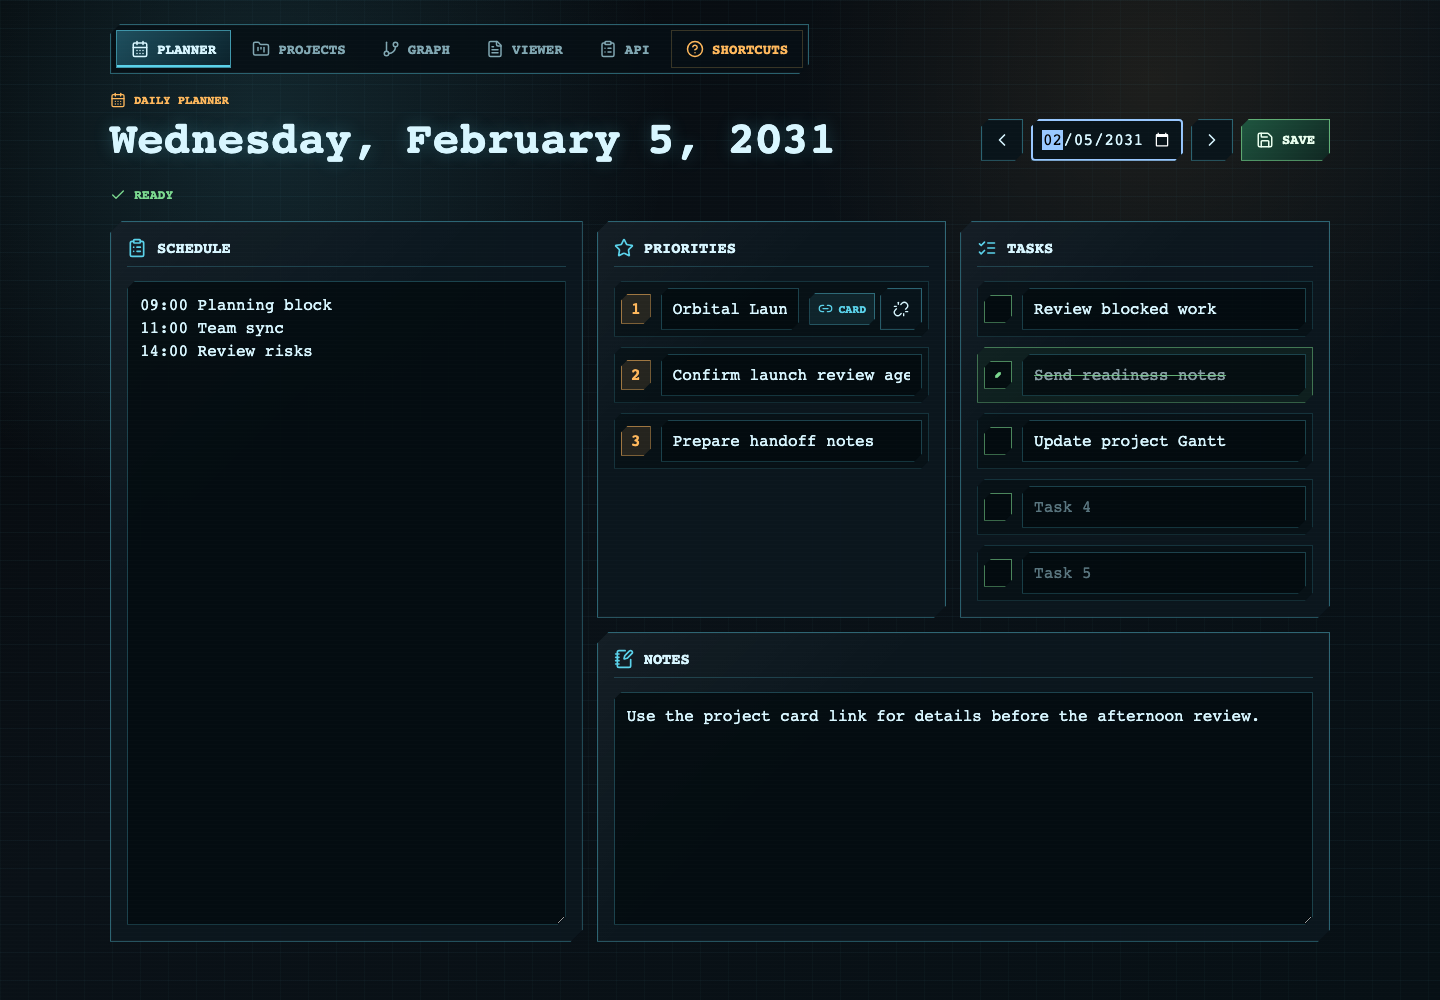 PLANNER PROJECTS GRAPH VIEWER API SHORTCUTS
DAILY PLANNER
Wednesday, February 5, 2031
02/05/2031
SAVE
READY
SCHEDULE
09:00 Planning block
11:00 Team sync
14:00 Review risks
PRIORITIES
1 Orbital Laun CARD
2 Confirm launch review age
3 Prepare handoff notes
TASKS
Review blocked work
Send readiness notes
Update project Gantt
Task 4
Task 5
NOTES
Use the project card link for details before the afternoon review.